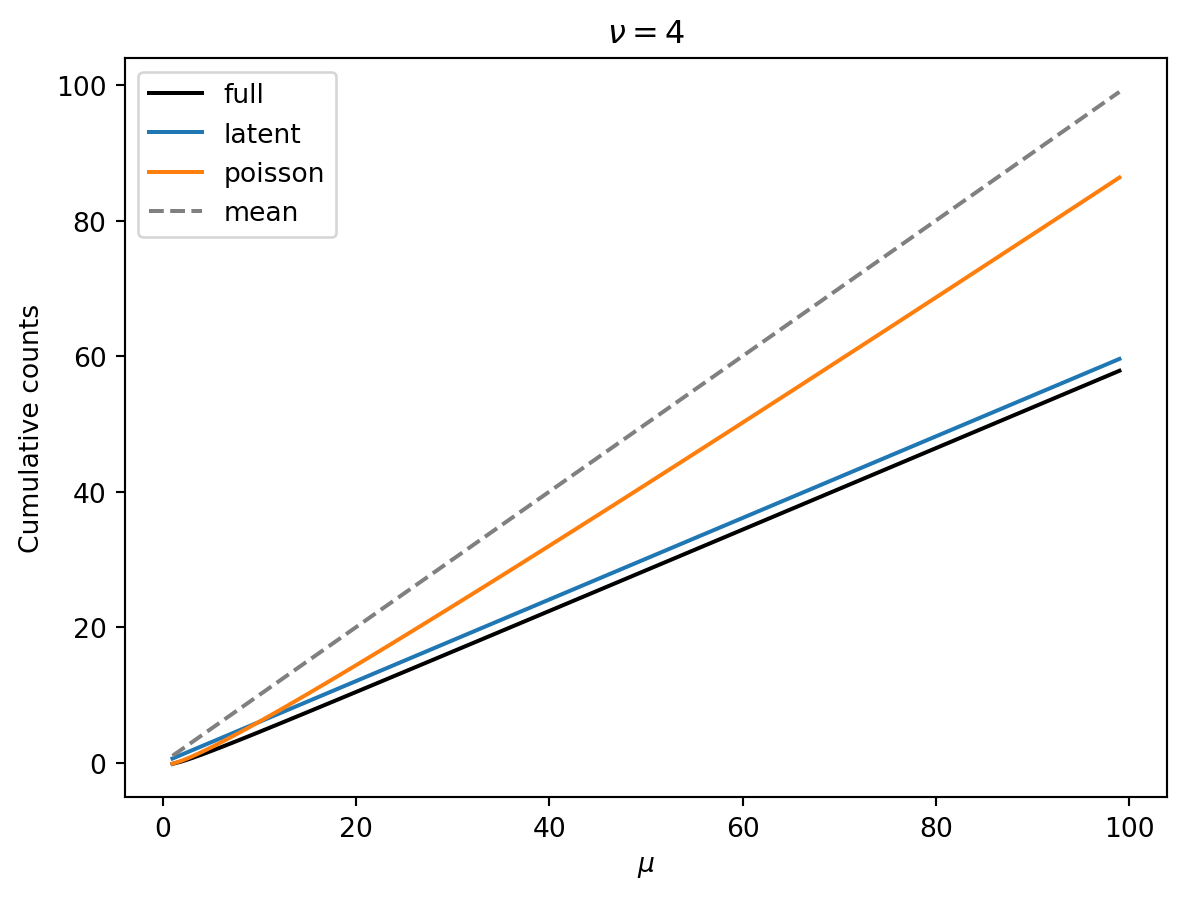 ν = 4
full
latent
poisson
mean
100
80
60
40
20
0
Cumulative counts
0 20 40 60 80 100
μ